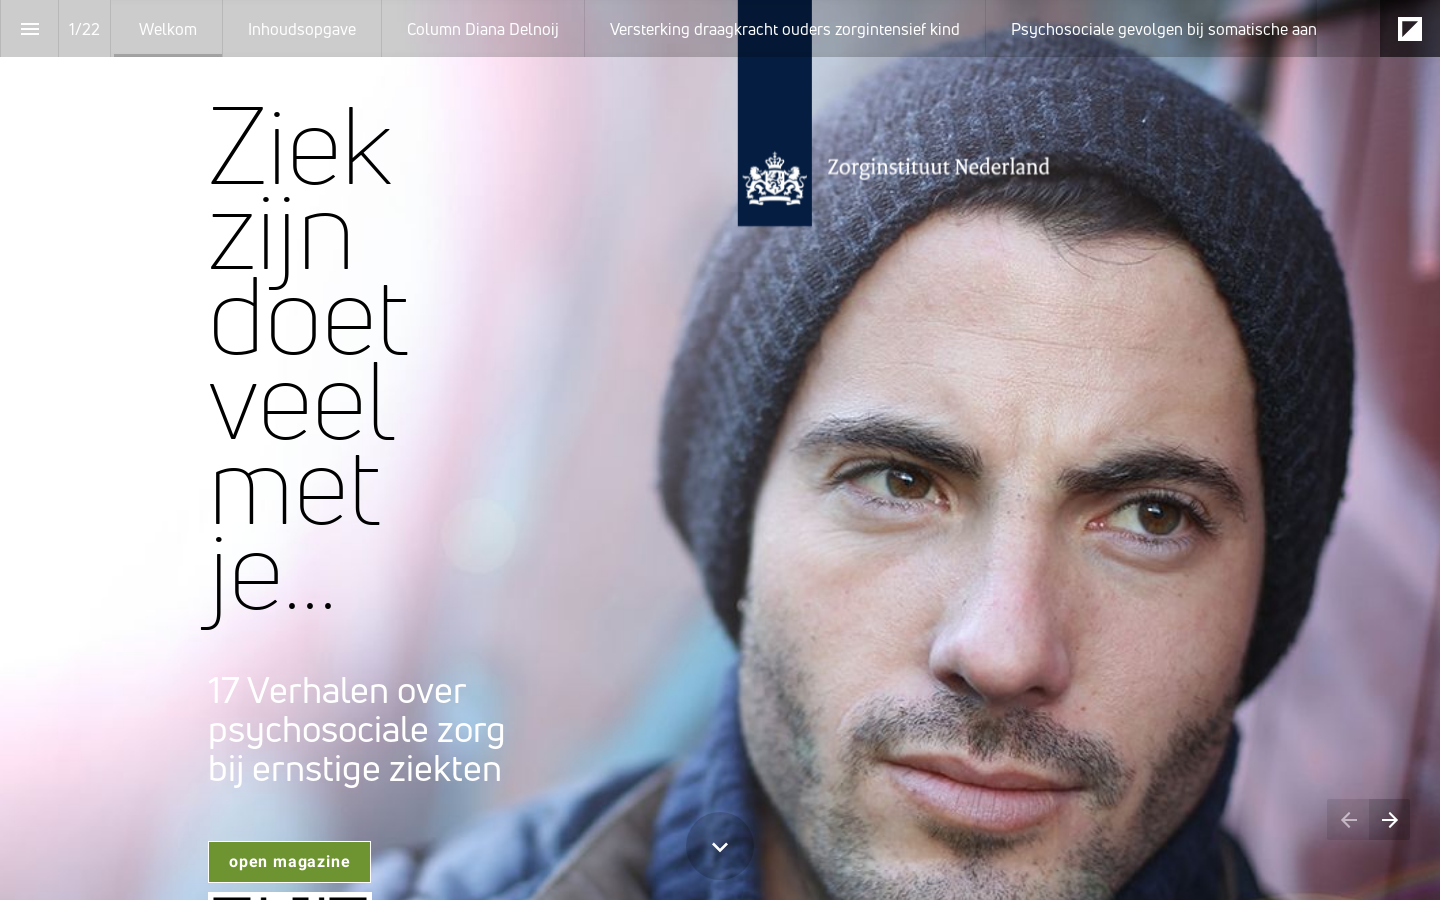 1/22
Welkom
Inhoudsopgave
Column Diana Delnoij
Versterking draagkracht ouders zorgintensief kind
Psychosociale gevolgen bij somatische aan
Zorginstituut Nederland
Ziek
zijn
doet
veel
met
je...
17 Verhalen over
psychosociale zorg
bij ernstige ziekten
open magazine